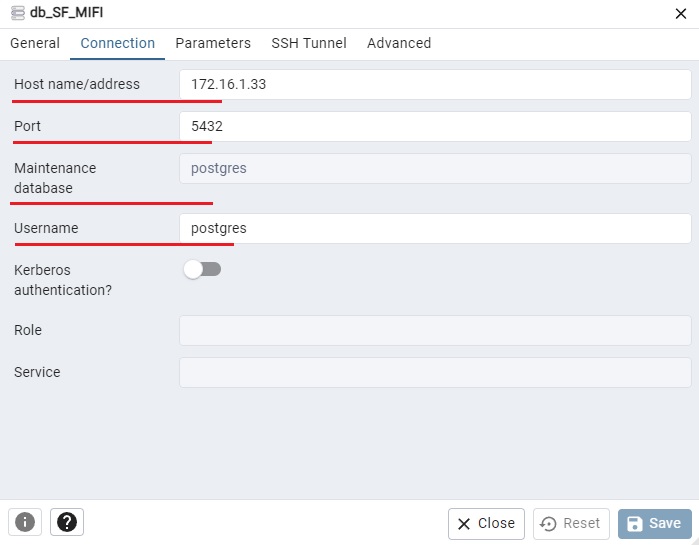 db_SF_MIFI
General Connection Parameters SSH Tunnel Advanced
Host name/address 172.16.1.33
Port 5432
Maintenance postgres
database
Username postgres
Kerberos
authentication?
Role
Service
Close Reset Save